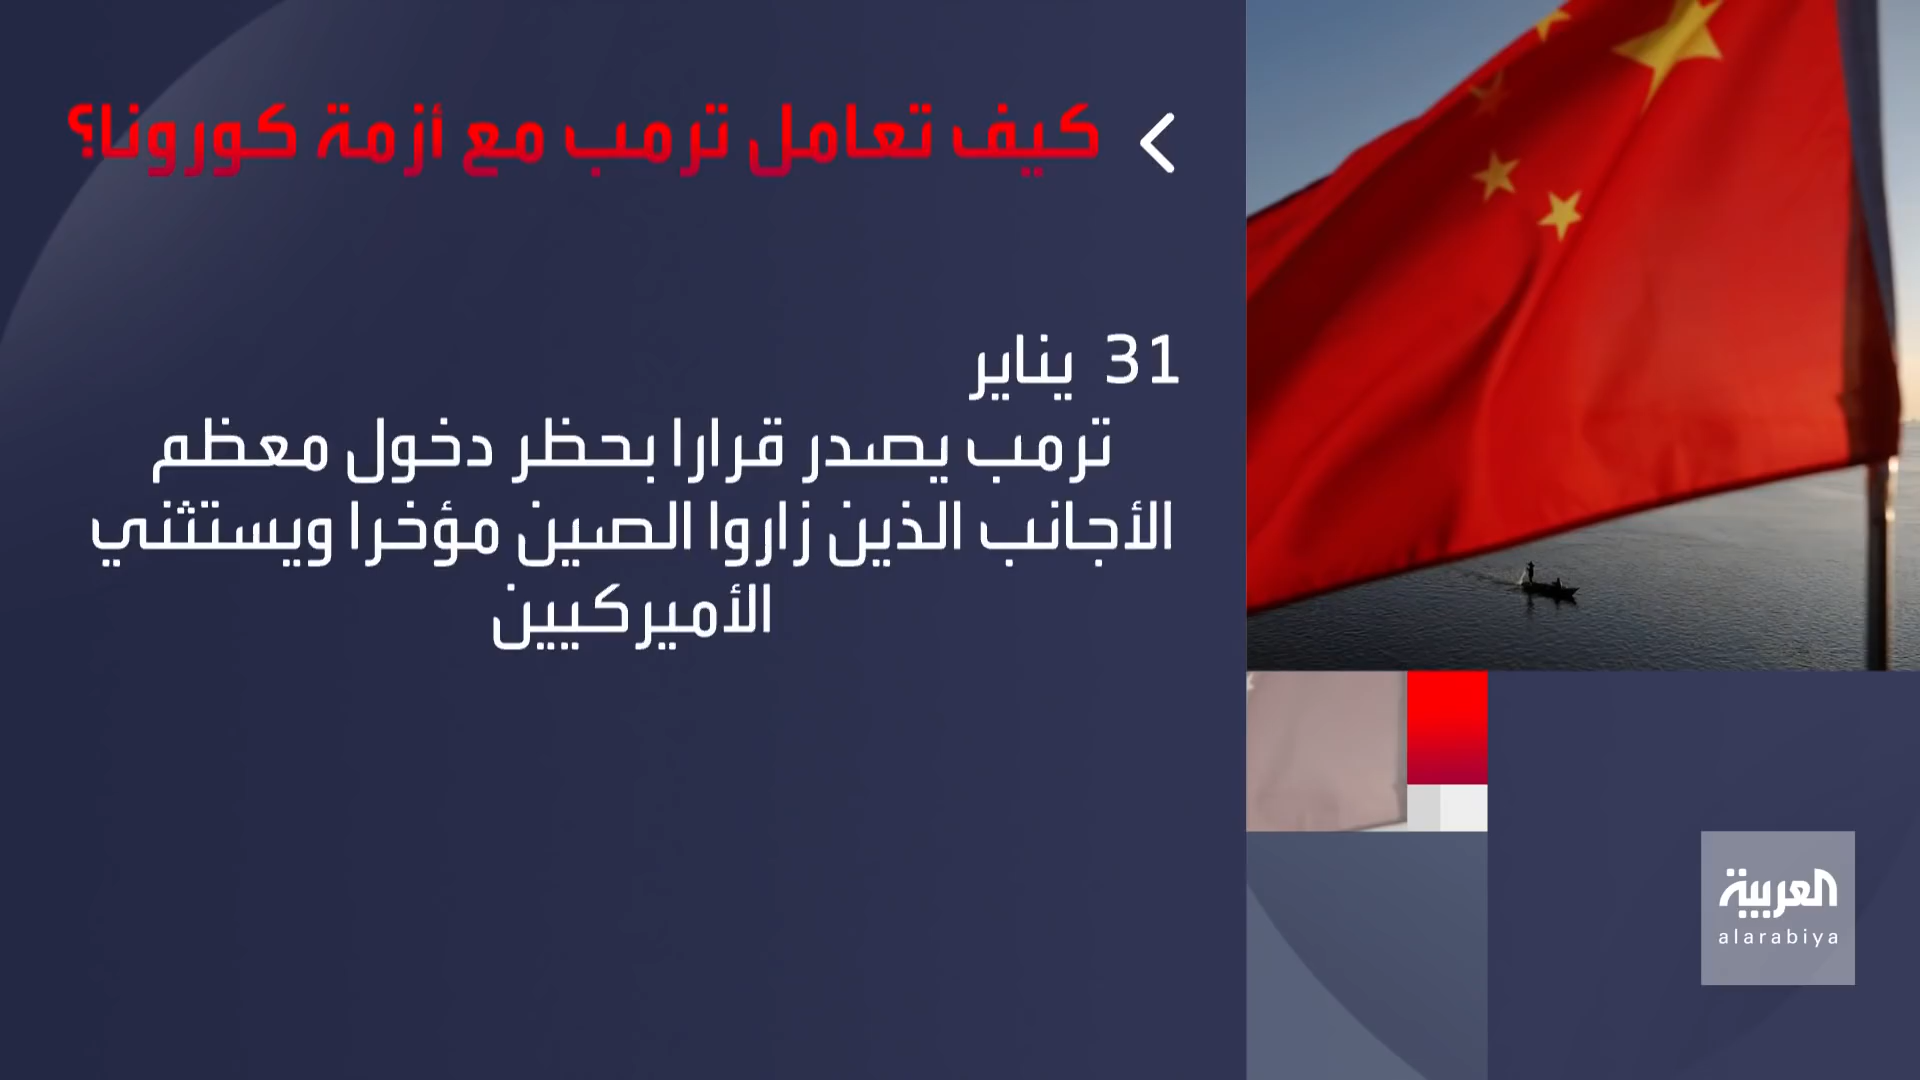 كيف تعامل ترمب مع أزمة كورونا؟
31 يناير
ترمب يصدر قرارا بحظر دخول معظم
الأجانب الذين زاروا الصين مؤخرا ويستثني
الأميركيين
العربية
alarabiya